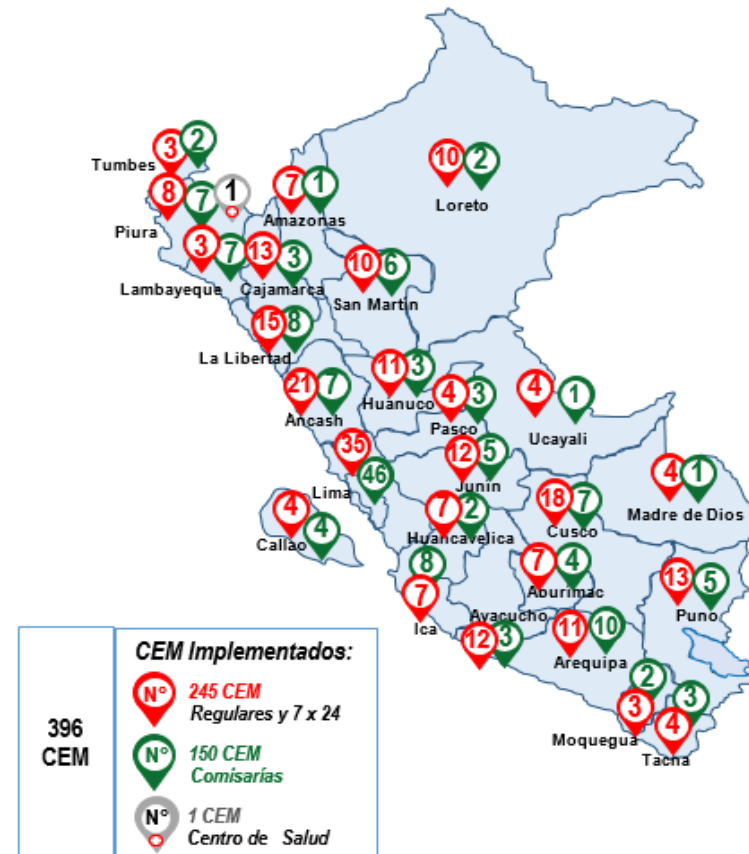 3 2
Tumbes
8 7 1
Piura
7 1
Amazonas
10 2
Loreto
3 7
Lambayeque
13 3
Cajamarca
10 6
San Martin
15 8
La Libertad
21 7
Ancash
11 3
Huanuco
4 3
Pasco
4 1
Ucayali
35 46
Lima
12 5
Junin
4 4
Callao
7 2
Huancavelica
18 7
Cusco
4 1
Madre de Dios
8
7
Ica
7 4
Aburimac
13 5
Puno
Ayacucho
12 3
11 10
Arequipa
2
3
Moquegua
3
4
Tacna
396
CEM
CEM Implementados:
N° 245 CEM
Regulares y 7 x 24
N° 150 CEM
Comisarías
N° 1 CEM
Centro de Salud